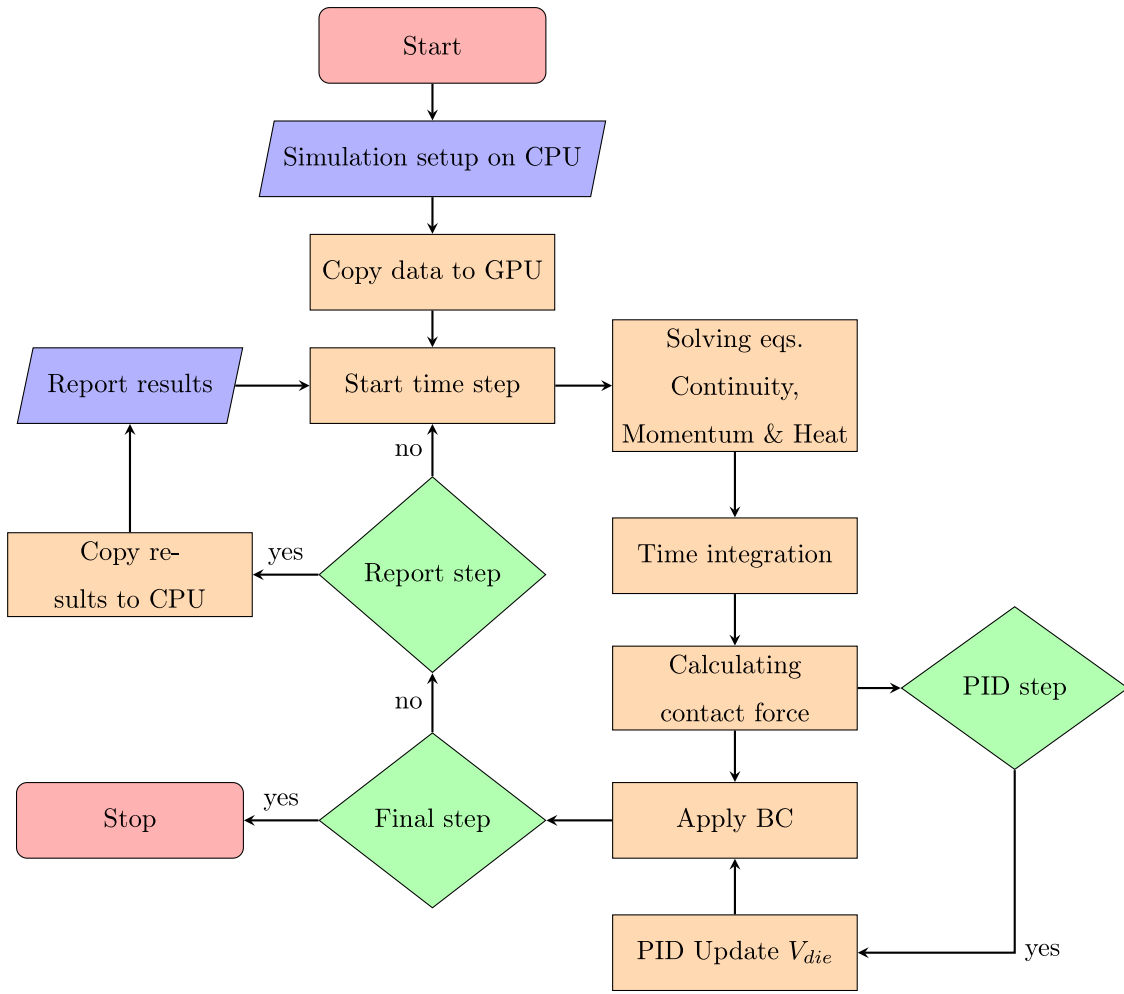 Start
Simulation setup on CPU
Copy data to GPU
Report results
Start time step
Solving eqs.
Continuity,
Momentum & Heat
no
Copy re-
sults to CPU
yes
Report step
Time integration
no
Calculating
contact force
PID step
Stop
yes
Final step
Apply BC
PID Update V_{die}
yes